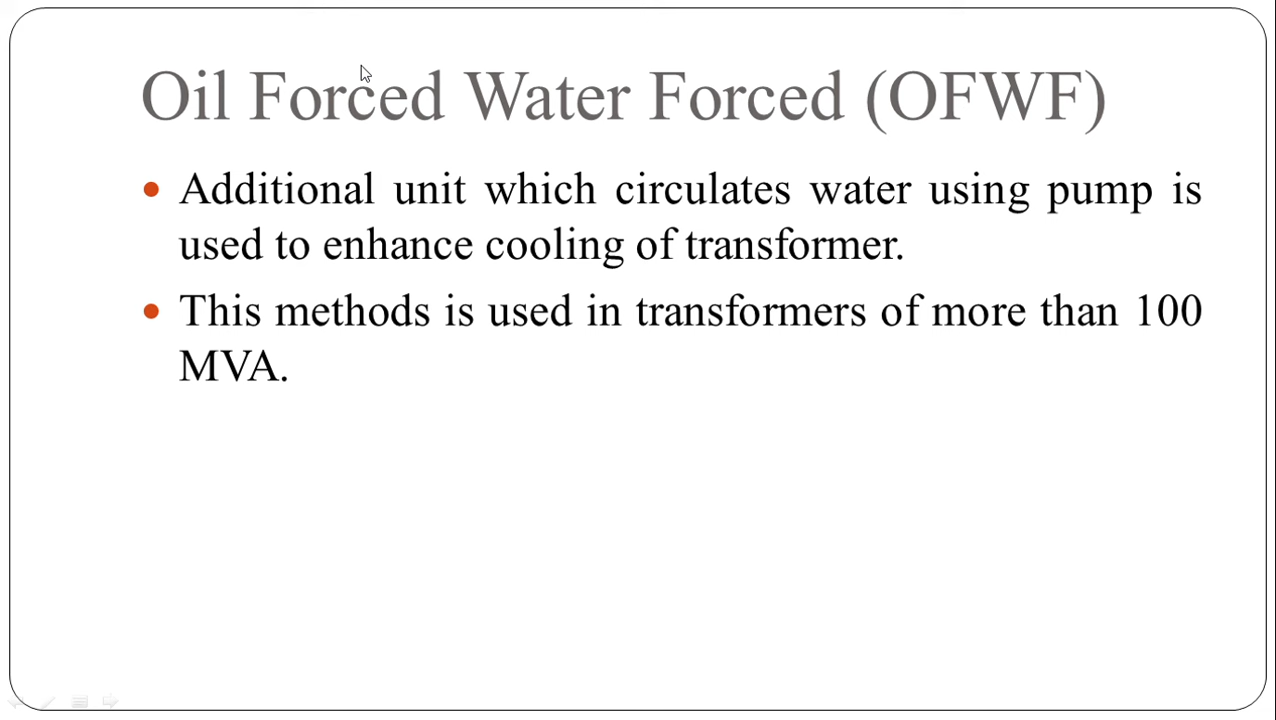 Oil Forced Water Forced (OFWF)
Additional unit which circulates water using pump is
used to enhance cooling of transformer.
This methods is used in transformers of more than 100
MVA.